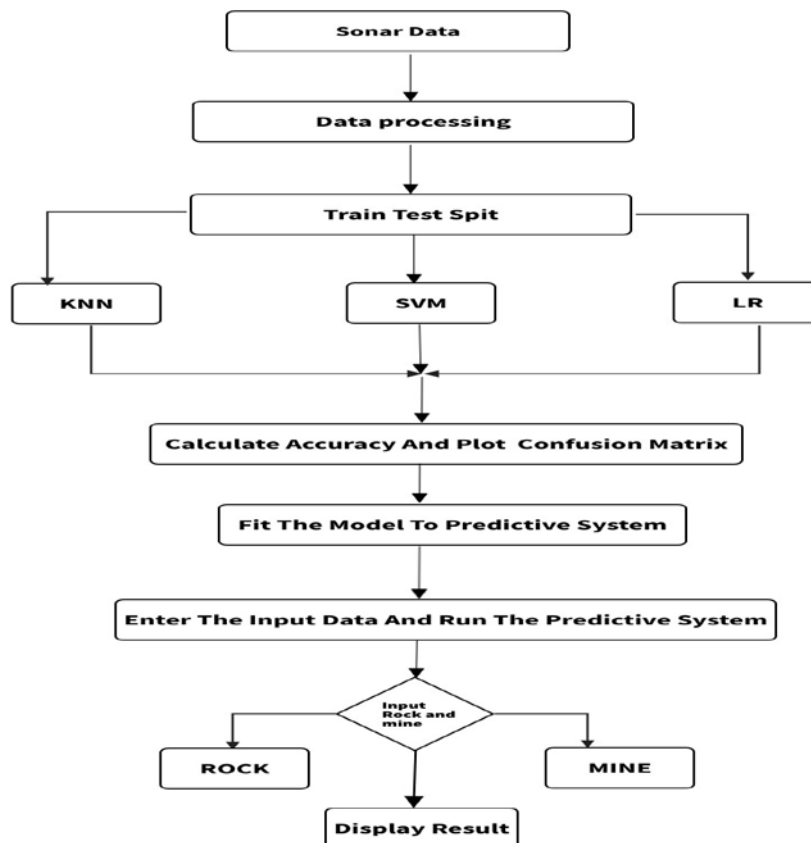 Sonar Data
Data processing
Train Test Spit
KNN
SVM
LR
Calculate Accuracy And Plot Confusion Matrix
Fit The Model To Predictive System
Enter The Input Data And Run The Predictive System
Input
Rock and
mine
ROCK
MINE
Display Result